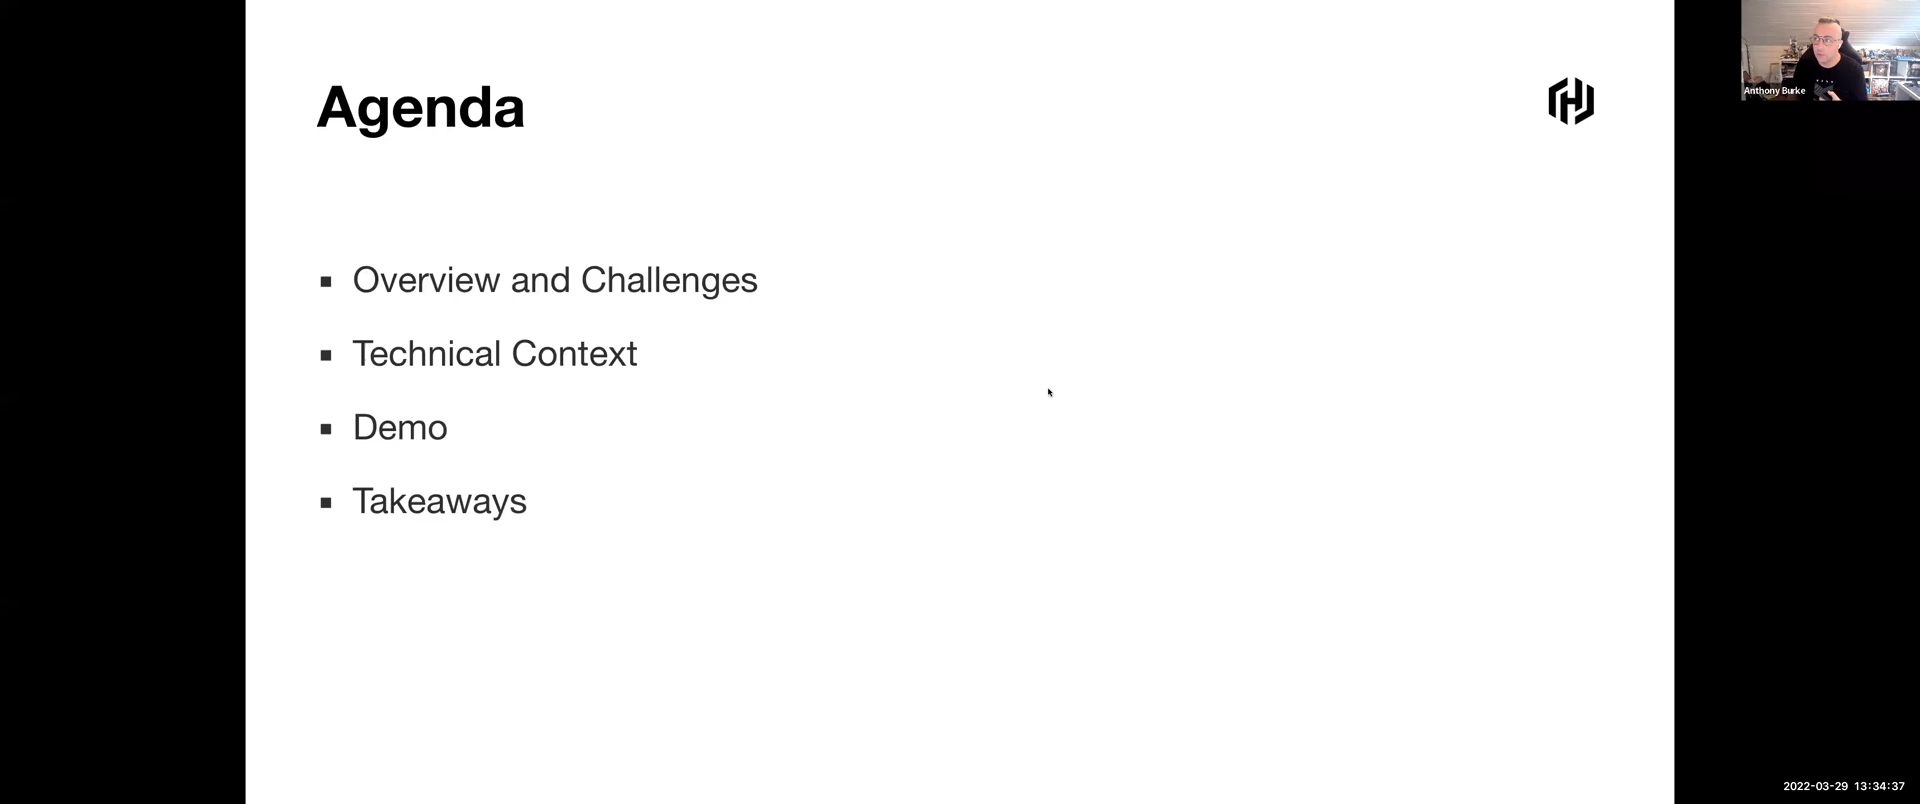 Agenda
Anthony Burke
Overview and Challenges
Technical Context
Demo
Takeaways
2022-03-29 13:34:37